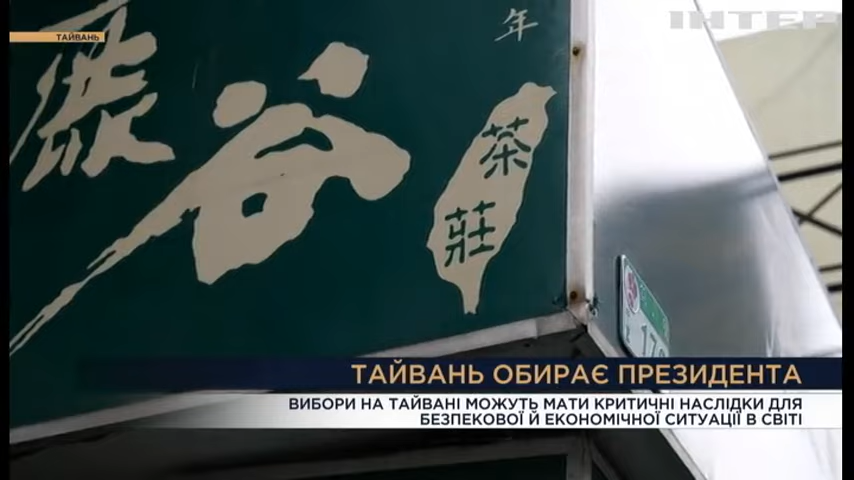 ТАЙВАНЬ
ІНТЕР
年
谷
茶
莊
17
ТАЙВАНЬ ОБИРАЄ ПРЕЗИДЕНТА
ВИБОРИ НА ТАЙВАНІ МОЖУТЬ МАТИ КРИТИЧНІ НАСЛІДКИ ДЛЯ
БЕЗПЕКОВОЇ Й ЕКОНОМІЧНОЇ СИТУАЦІЇ В СВІТІ